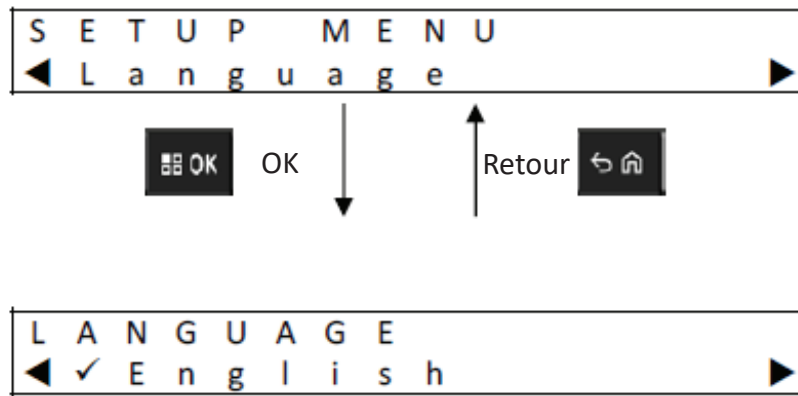 SETUP MENU
◀ Language ▶
OK OK Retour
LANGUAGE
◀ ✓ English ▶